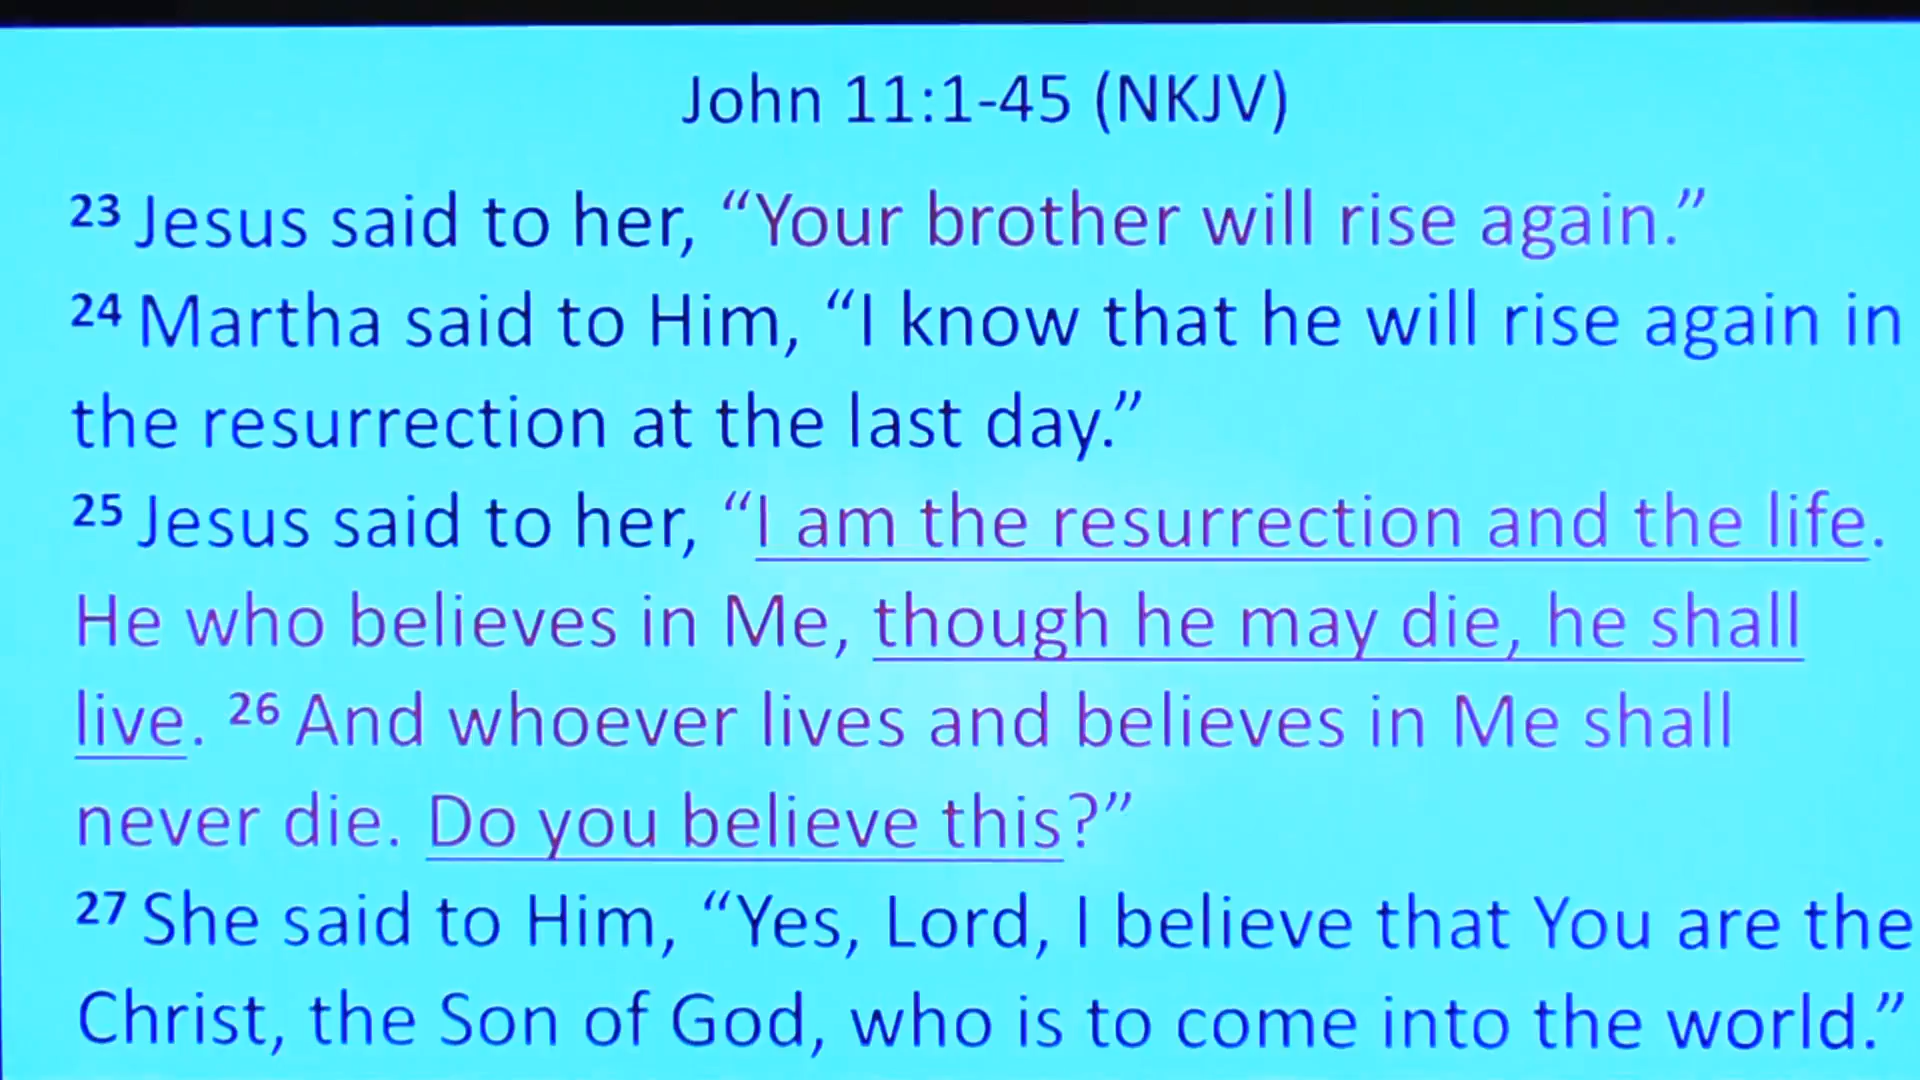 John 11:1-45 (NKJV)
23 Jesus said to her, “Your brother will rise again.”
24 Martha said to Him, “I know that he will rise again in
the resurrection at the last day.”
25 Jesus said to her, “I am the resurrection and the life.
He who believes in Me, though he may die, he shall
live. 26 And whoever lives and believes in Me shall
never die. Do you believe this?”
27 She said to Him, “Yes, Lord, I believe that You are the
Christ, the Son of God, who is to come into the world.”